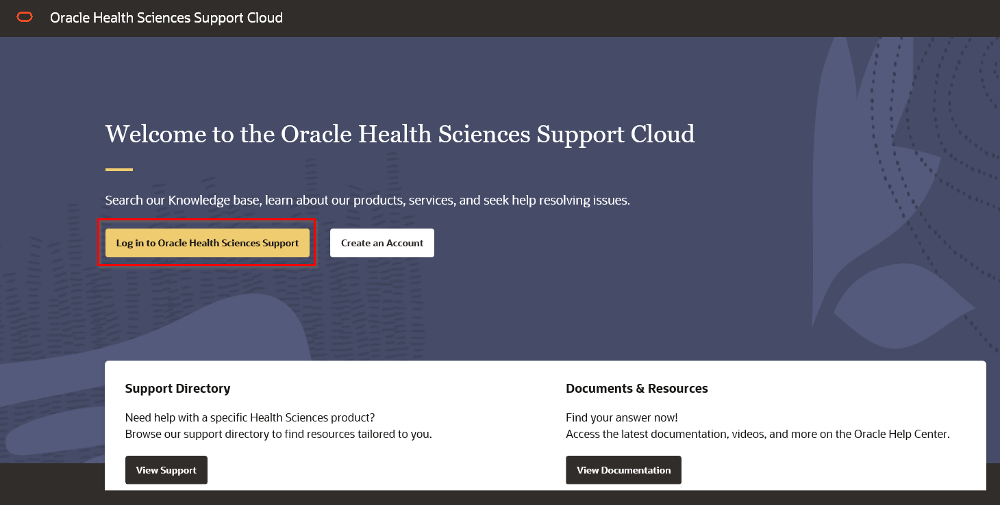 Oracle Health Sciences Support Cloud
Welcome to the Oracle Health Sciences Support Cloud
Search our Knowledge base, learn about our products, services, and seek help resolving issues.
Log in to Oracle Health Sciences Support
Create an Account
Support Directory
Need help with a specific Health Sciences product?
Browse our support directory to find resources tailored to you.
View Support
Documents & Resources
Find your answer now!
Access the latest documentation, videos, and more on the Oracle Help Center.
View Documentation